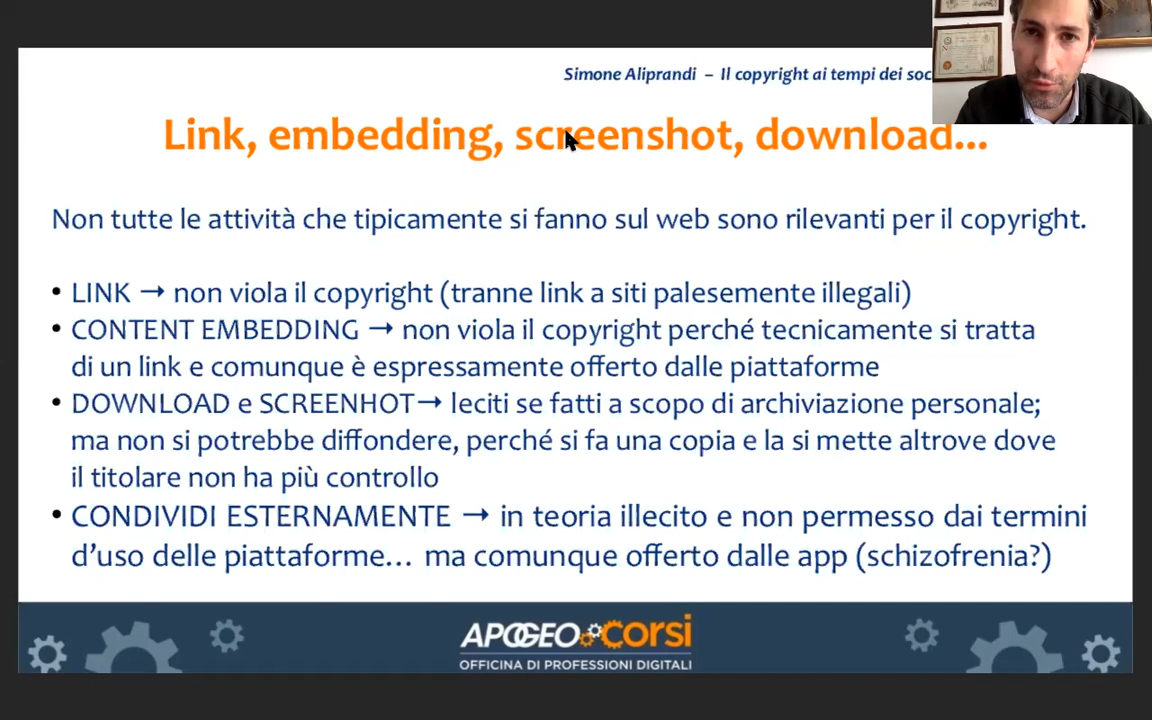 Simone Aliprandi – Il copyright ai tempi dei
Link, embedding, screenshot, download...
Non tutte le attività che tipicamente si fanno sul web sono rilevanti per il copyright.
• LINK → non viola il copyright (tranne link a siti palesemente illegali)
• CONTENT EMBEDDING → non viola il copyright perché tecnicamente si tratta
di un link e comunque è espressamente offerto dalle piattaforme
• DOWNLOAD e SCREENHOT→ leciti se fatti a scopo di archiviazione personale;
ma non si potrebbe diffondere, perché si fa una copia e la si mette altrove dove
il titolare non ha più controllo
• CONDIVIDI ESTERNAMENTE → in teoria illecito e non permesso dai termini
d’uso delle piattaforme... ma comunque offerto dalle app (schizofrenia?)
APOGEO CORSI
OFFICINA DI PROFESSIONI DIGITALI